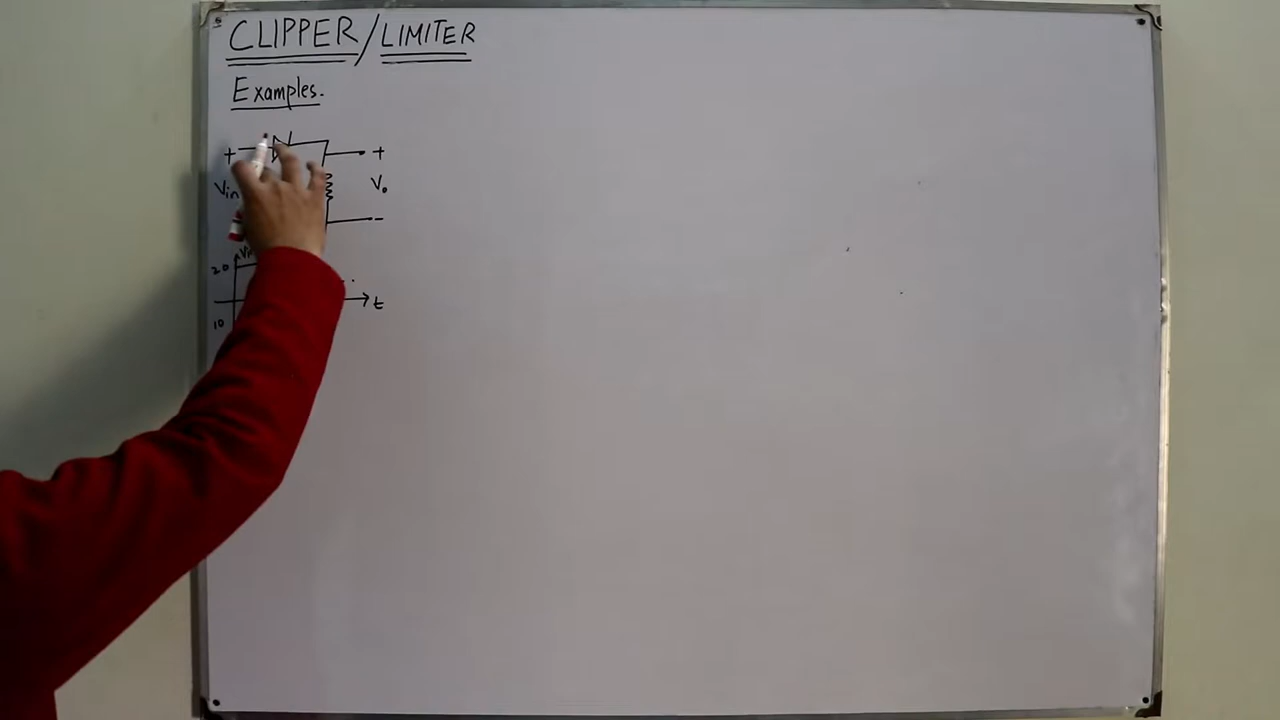 CLIPPER/LIMITER
Examples.
+ +
Vin Vo
-
20
t
10